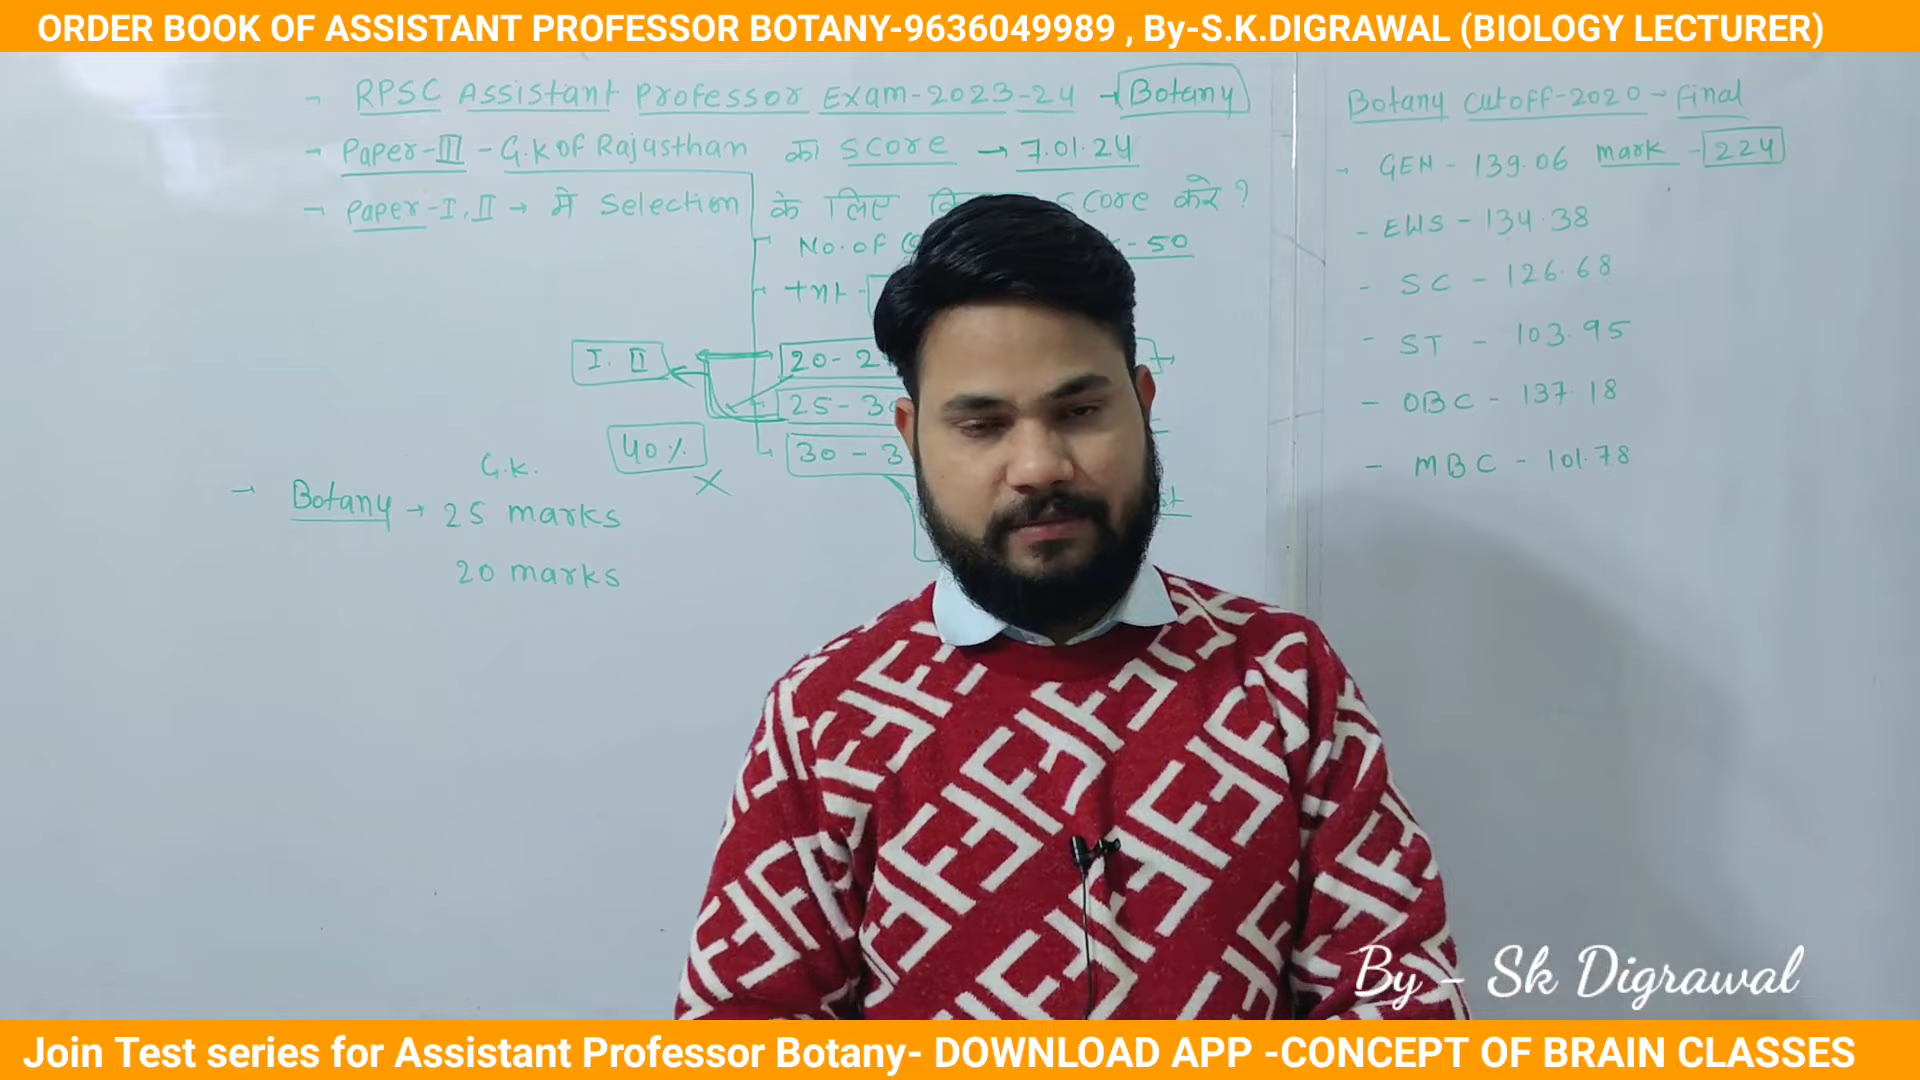 ORDER BOOK OF ASSISTANT PROFESSOR BOTANY-9636049989 , By-S.K.DIGRAWAL (BIOLOGY LECTURER)
→ RPSC Assistant Professor Exam-2023-24 → Botany
→ Paper-III - G.K of Rajasthan का score → 7.01.24
→ Paper-I, II → मे Selection के लिए score करे ?
No. of - 50
I. II
20-2
25-30
40%
30-3
G.K.
→ Botany → 25 marks
20 marks
Botany Cutoff-2020 - Final
- GEN - 139.06 mark - 224
- EWS - 134.38
- SC - 126.68
- ST - 103.95
- OBC - 137.18
- MBC - 101.78
By - Sk Digrawal
Join Test series for Assistant Professor Botany- DOWNLOAD APP -CONCEPT OF BRAIN CLASSES